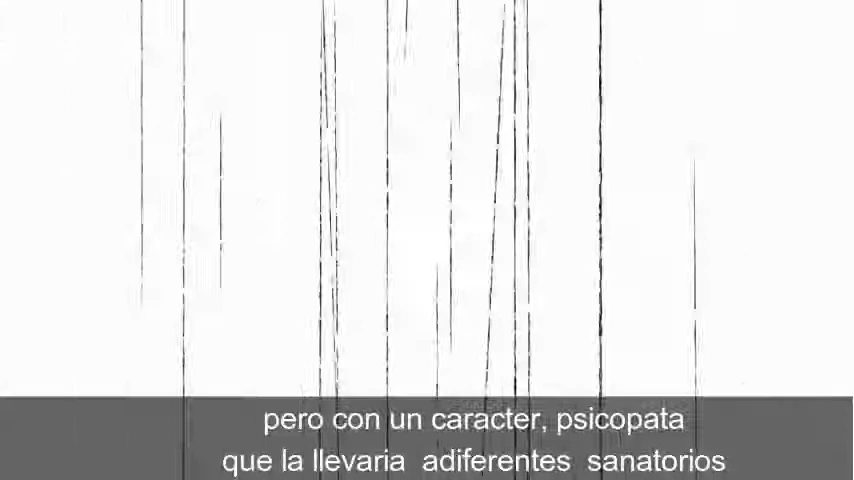 pero con un caracter, psicopata
que la llevaria  adiferentes  sanatorios